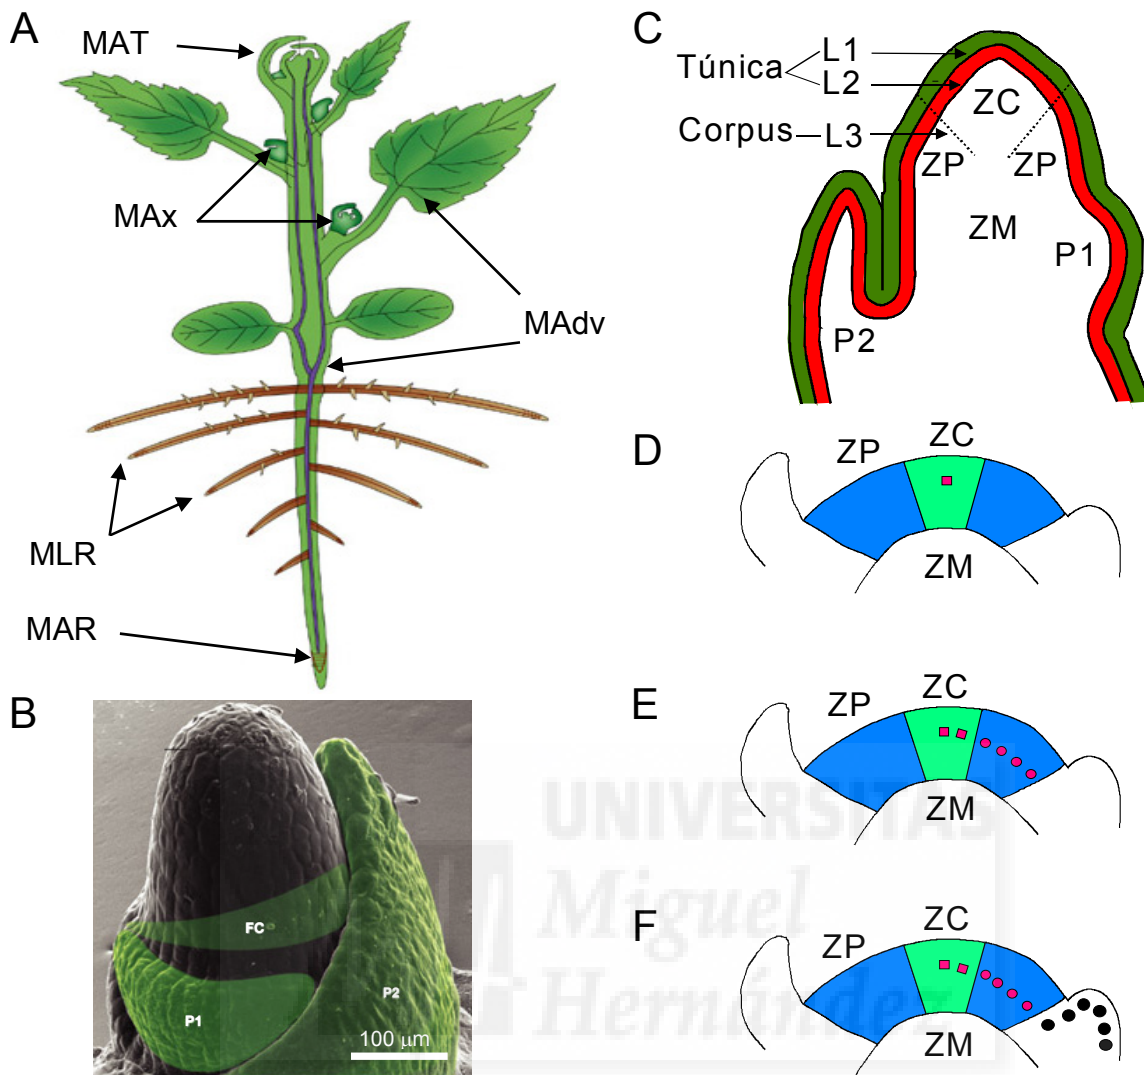 A
MAT
MAx
MAdv
MLR
MAR
B
FC
P1
P2
100 µm
C
Túnica
L1
L2
Corpus
L3
ZC
ZP
ZP
ZM
P1
P2
D
ZP
ZC
ZM
E
ZP
ZC
ZM
F
ZP
ZC
ZM
UNIVERSITAS
Miguel
Hernández